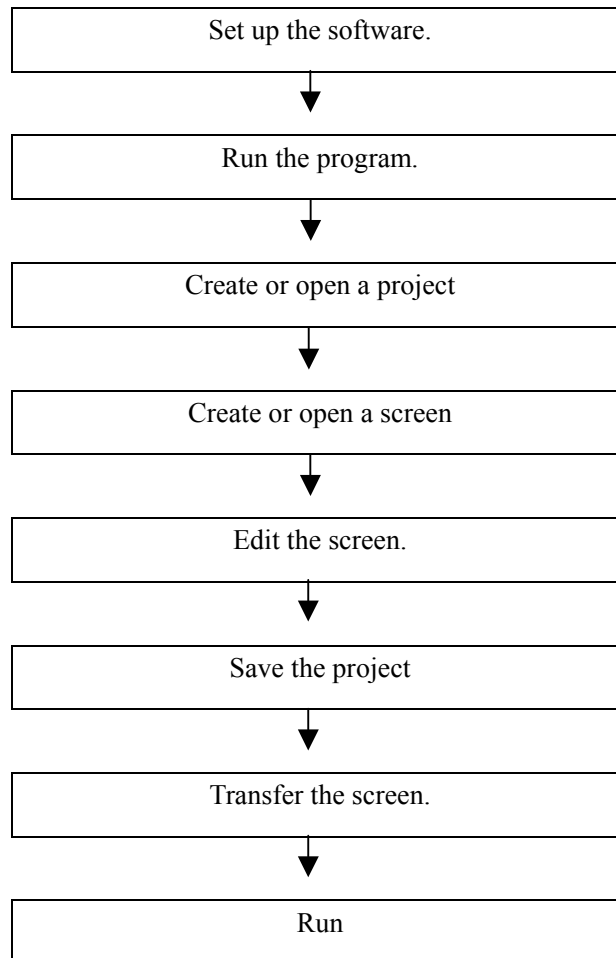 Set up the software.
Run the program.
Create or open a project
Create or open a screen
Edit the screen.
Save the project
Transfer the screen.
Run